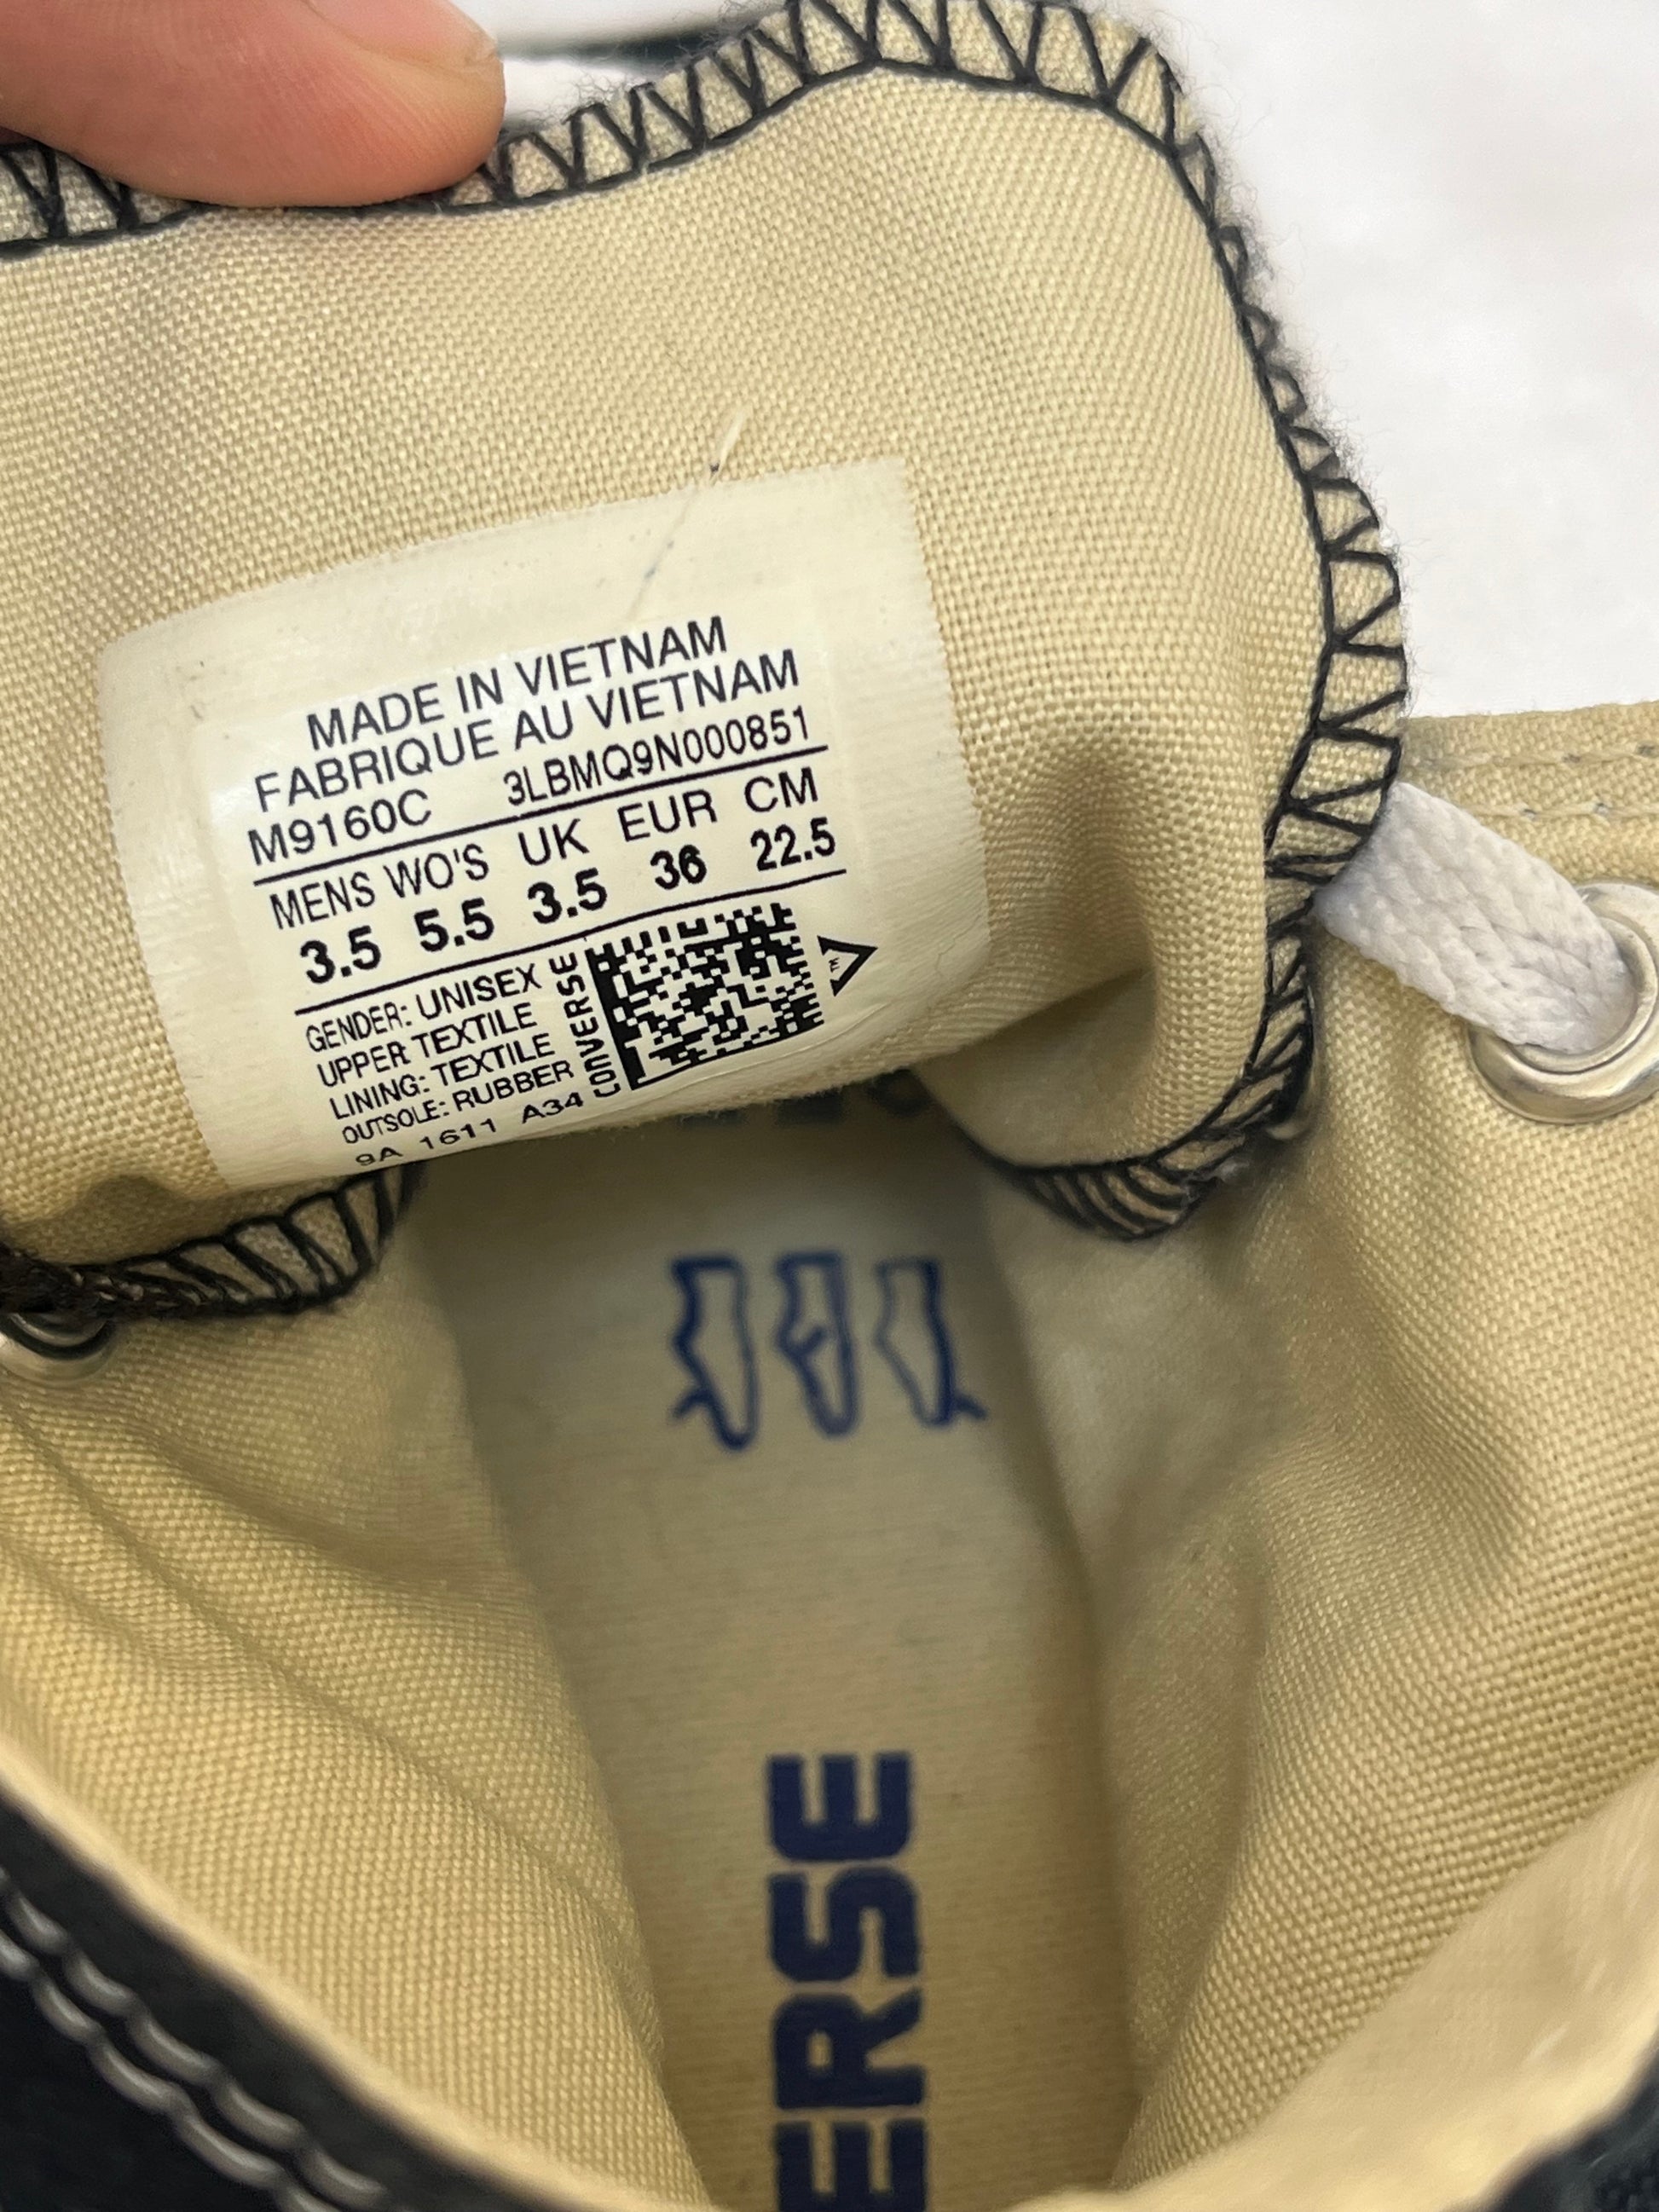 MADE IN VIETNAM
FABRIQUE AU VIETNAM
M9160C 3LBMQ9N000851
MENS WO'S UK EUR CM
3.5 5.5 3.5 36 22.5
GENDER: UNISEX
UPPER TEXTILE
LINING: TEXTILE
OUTSOLE: RUBBER
9A 1611 A34
CONVERSE
TM
ERSE